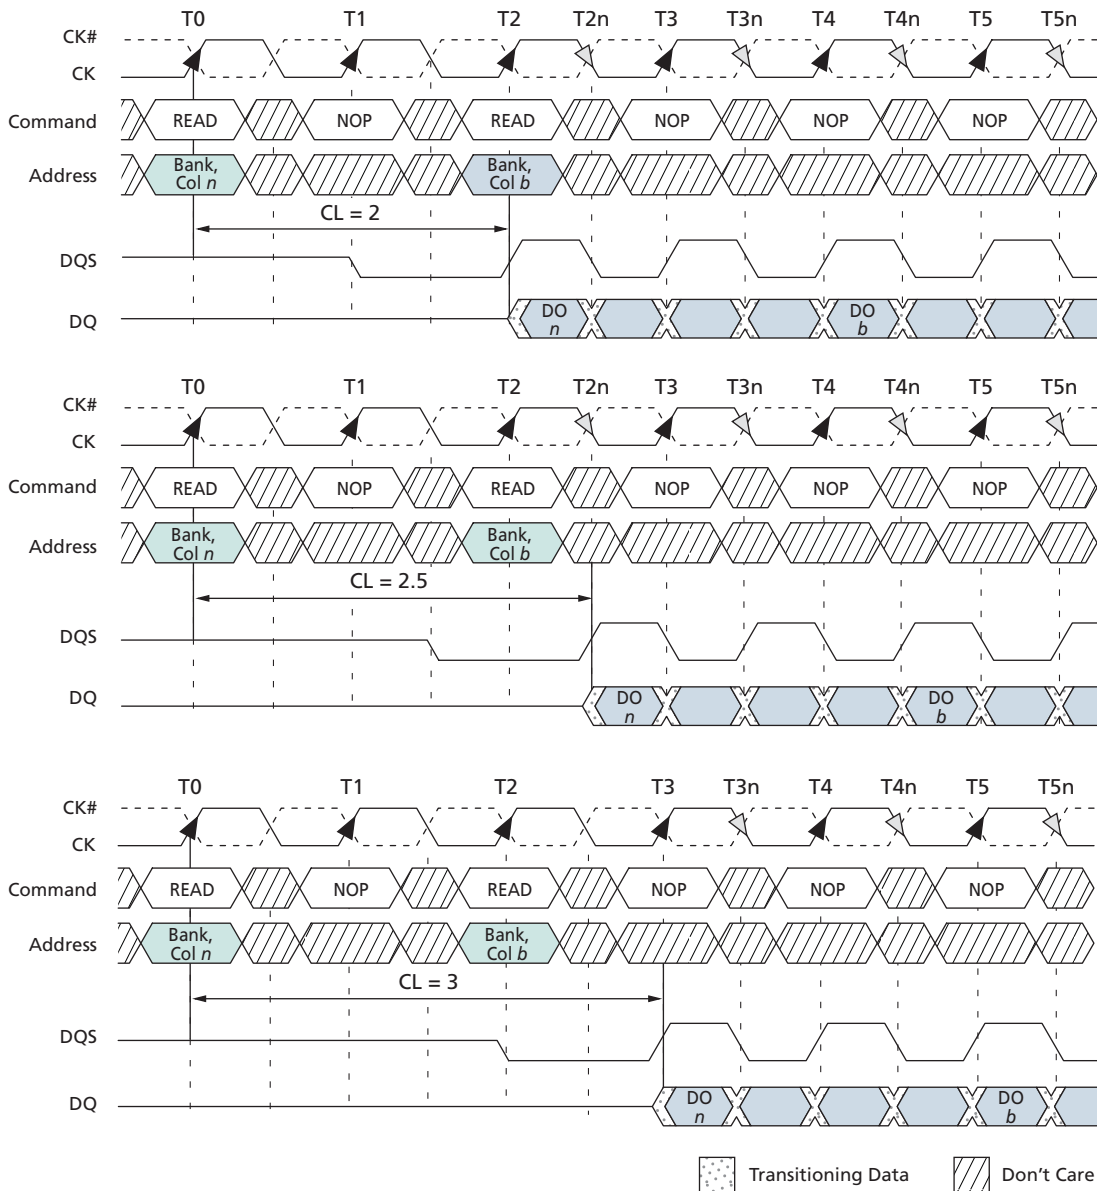 T0 T1 T2 T2n T3 T3n T4 T4n T5 T5n
CK#
CK
Command READ NOP READ NOP NOP NOP
Address Bank, Col n Bank, Col b
CL = 2
DQS
DQ DO n DO b
T0 T1 T2 T2n T3 T3n T4 T4n T5 T5n
CK#
CK
Command READ NOP READ NOP NOP NOP
Address Bank, Col n Bank, Col b
CL = 2.5
DQS
DQ DO n DO b
T0 T1 T2 T3 T3n T4 T4n T5 T5n
CK#
CK
Command READ NOP READ NOP NOP NOP
Address Bank, Col n Bank, Col b
CL = 3
DQS
DQ DO n DO b
Transitioning Data Don't Care